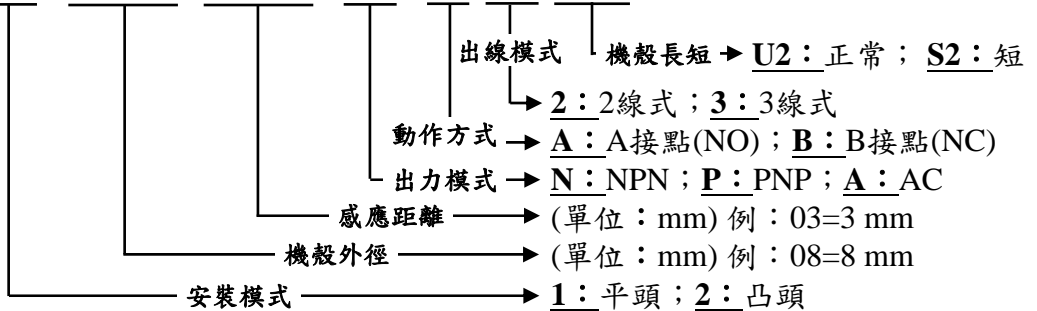 出線模式 機殼長短 U2：正常； S2：短
2：2線式；3：3線式
動作方式 A：A接點(NO)；B：B接點(NC)
出力模式 N：NPN；P：PNP；A：AC
感應距離 (單位：mm) 例：03=3 mm
機殼外徑 (單位：mm) 例：08=8 mm
安裝模式 1：平頭；2：凸頭